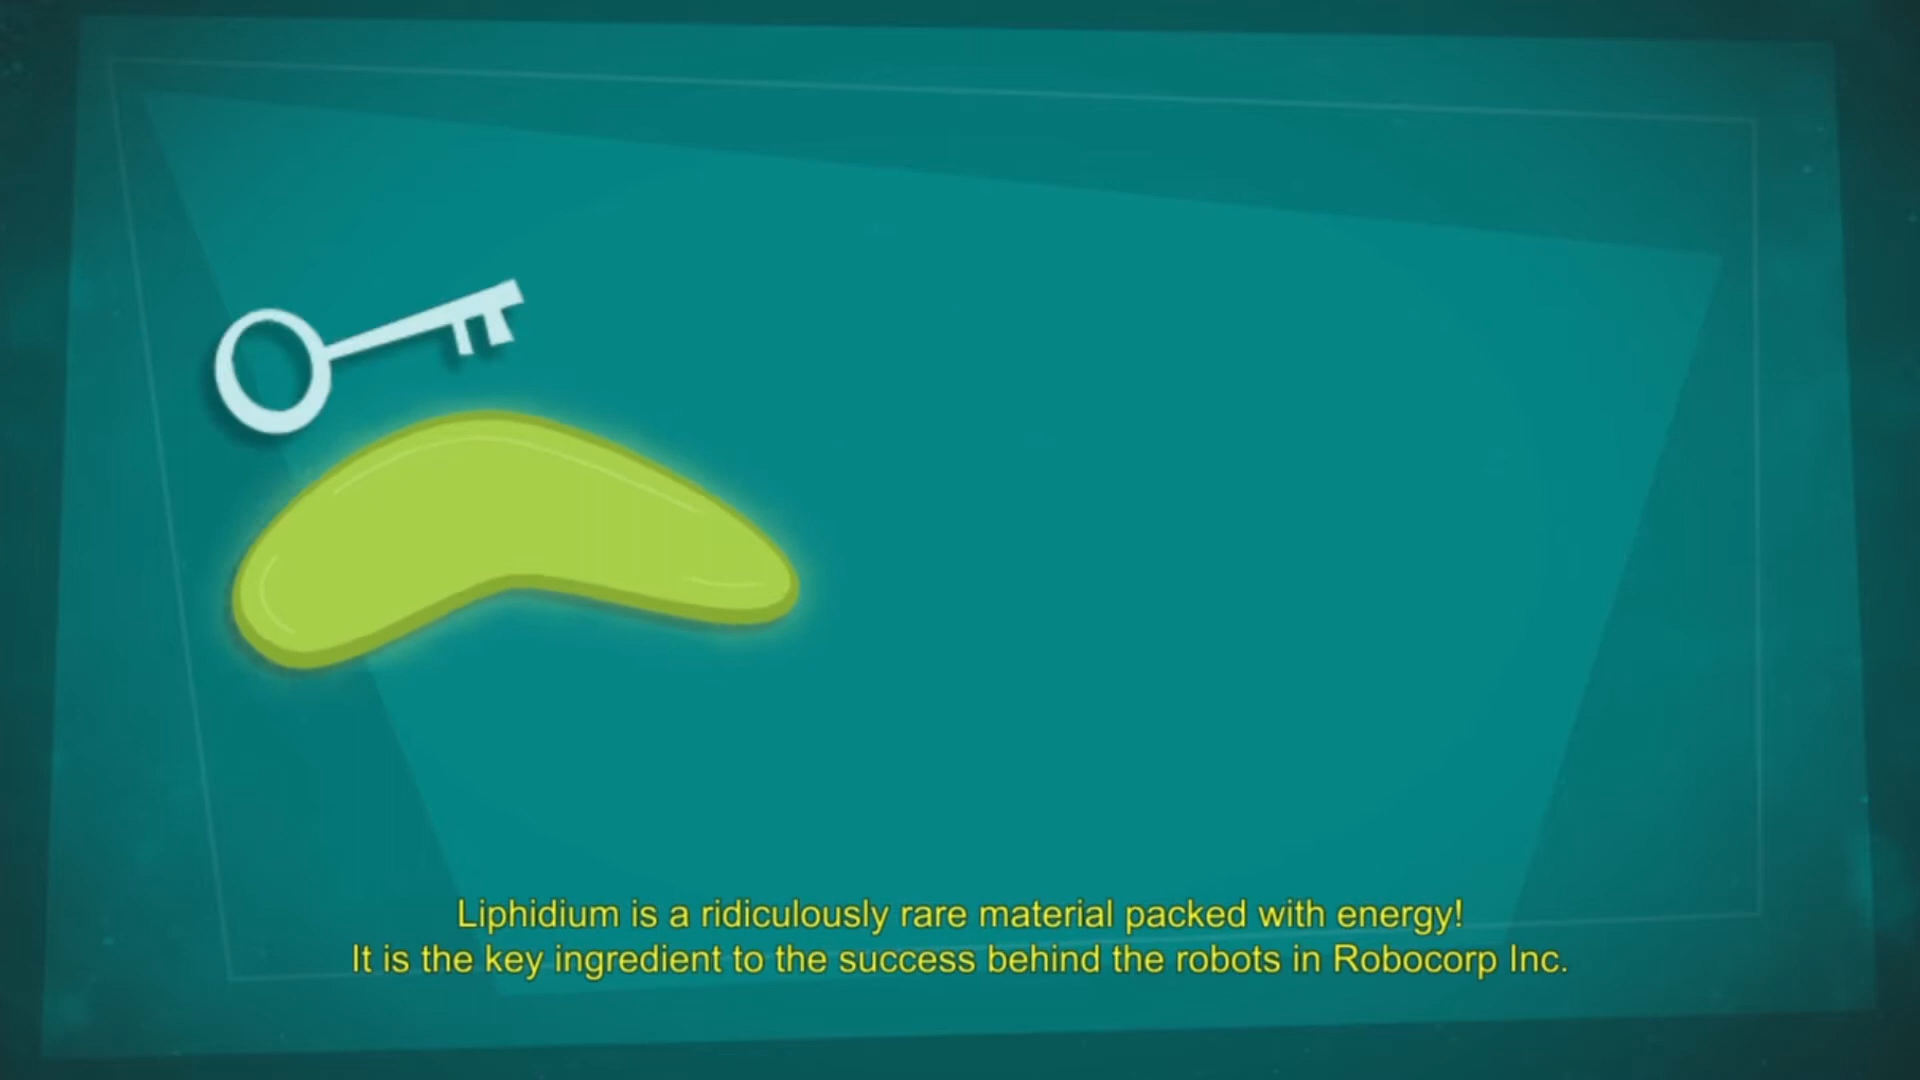 Liphidium is a ridiculously rare material packed with energy!
It is the key ingredient to the success behind the robots in Robocorp Inc.